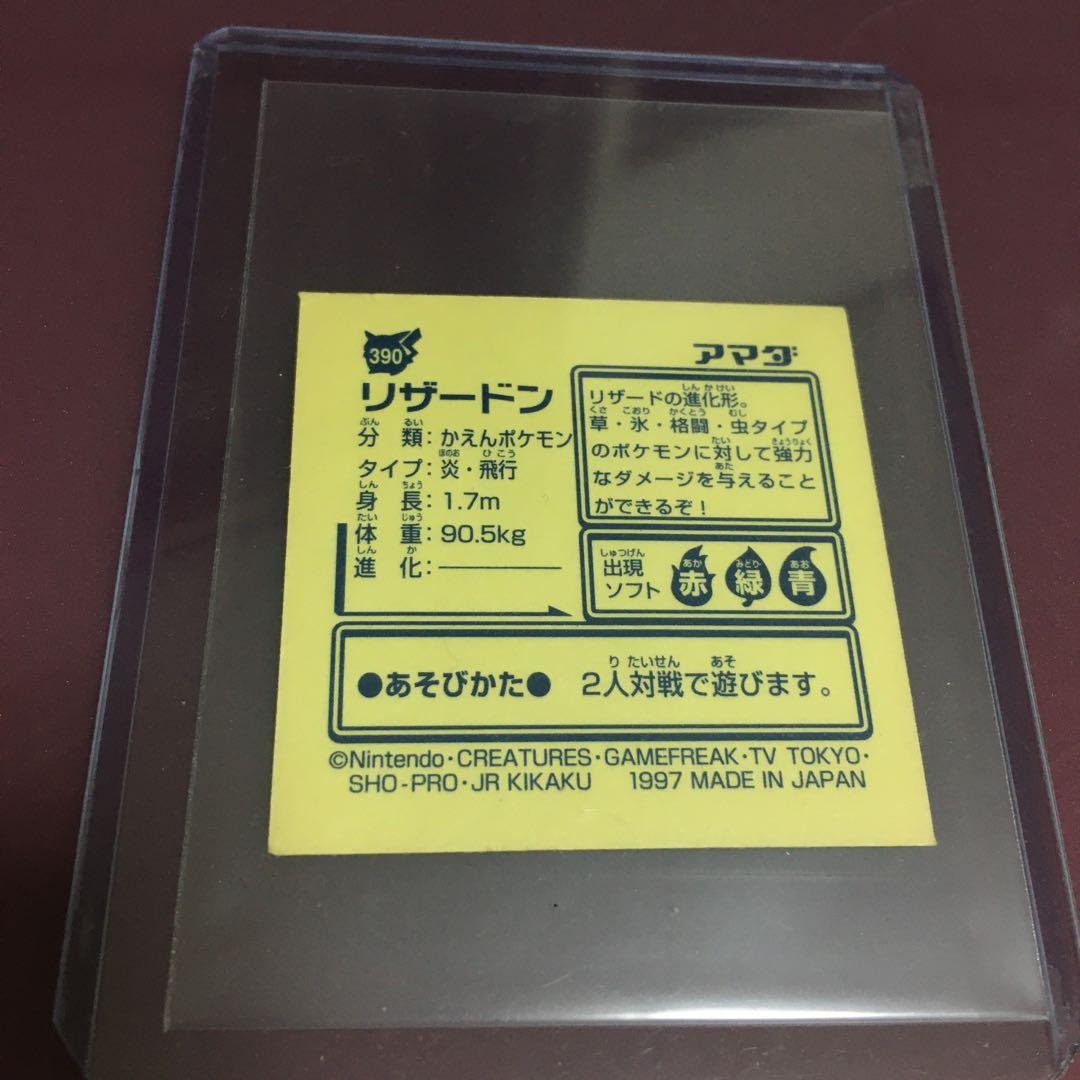 390
アマダ
リザードン
分類：かえんポケモン
タイプ：炎・飛行
身長：1.7m
体重：90.5kg
進化：
リザードの進化形。
草・氷・格闘・虫タイプ
のポケモンに対して強力
なダメージを与えること
ができるぞ！
出現
ソフト 赤 緑 青
●あそびかた● 2人対戦で遊びます。
©Nintendo・CREATURES・GAMEFREAK・TV TOKYO・
SHO-PRO・JR KIKAKU 1997 MADE IN JAPAN